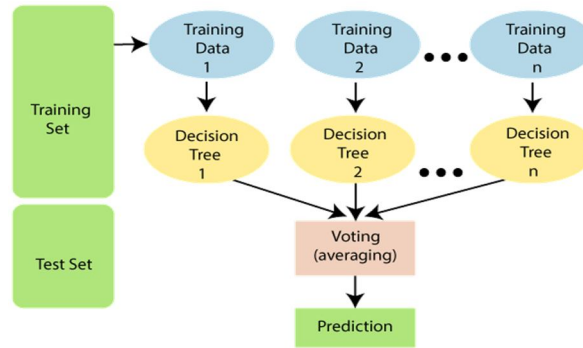 Training
Set
Training
Data
1
Training
Data
2
Training
Data
n
Decision
Tree
1
Decision
Tree
2
Decision
Tree
n
Test Set
Voting
(averaging)
Prediction